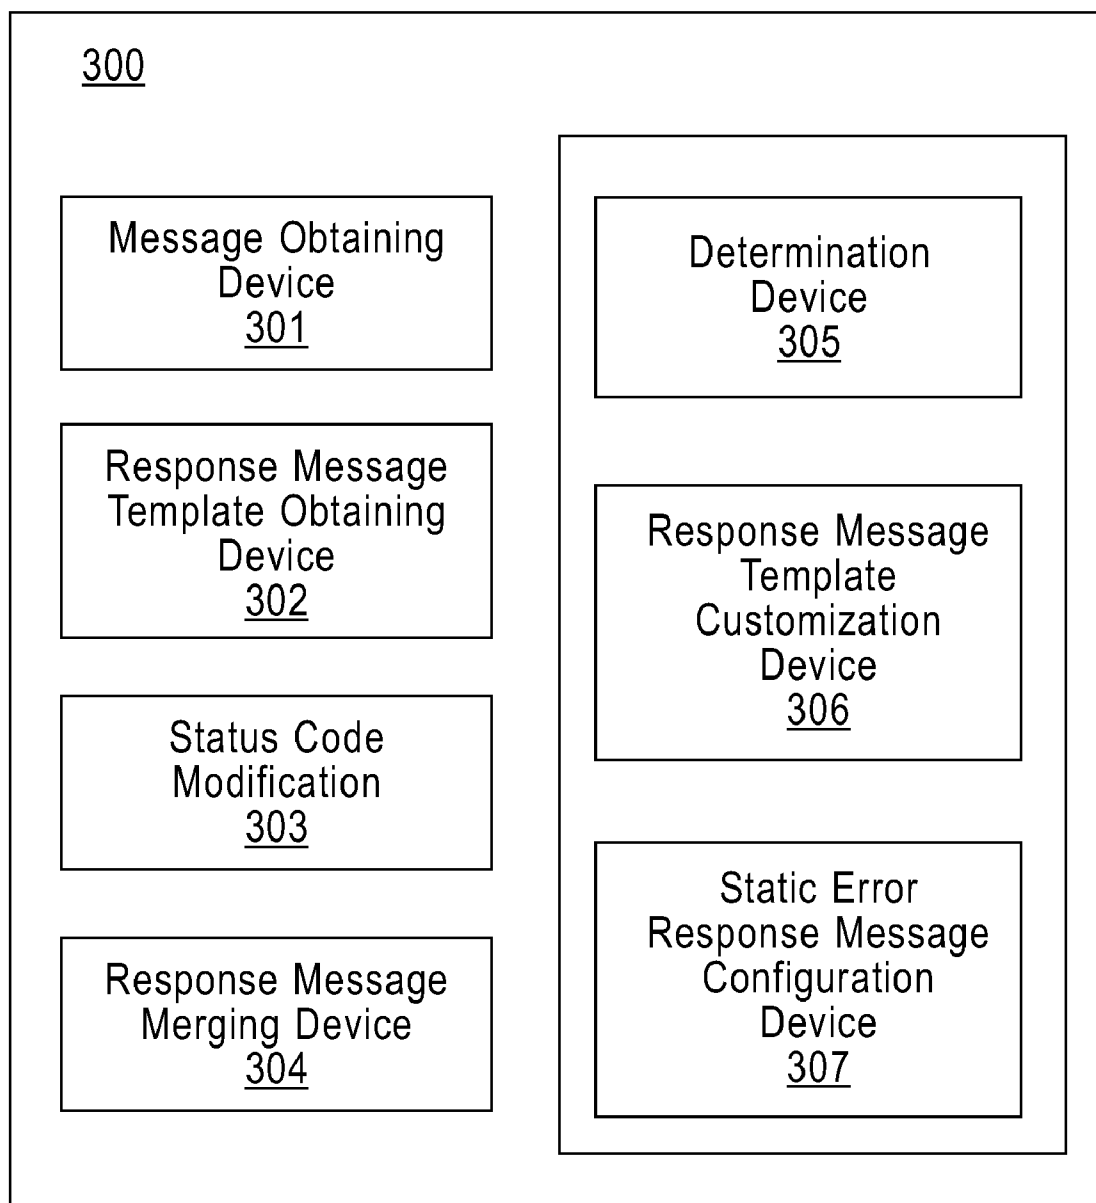 300
Message Obtaining
Device
301
Response Message
Template Obtaining
Device
302
Status Code
Modification
303
Response Message
Merging Device
304
Determination
Device
305
Response Message
Template
Customization
Device
306
Static Error
Response Message
Configuration
Device
307